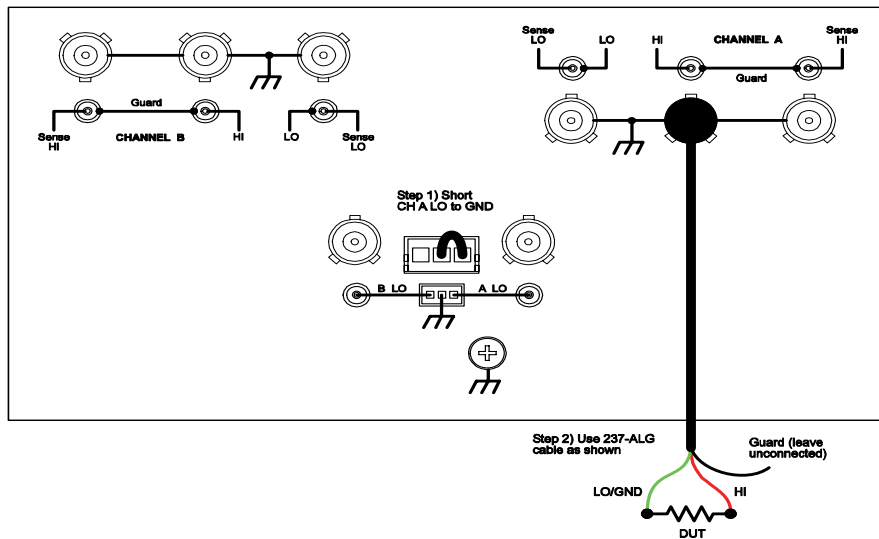 Sense
LO
LO
HI
CHANNEL A
Sense
HI
Guard
Guard
Sense
HI
CHANNEL B
HI
LO
Sense
LO
Step 1) Short
CH A LO to GND
B LO
A LO
Step 2) Use 237-ALG
cable as shown
Guard (leave
unconnected)
LO/GND
HI
DUT